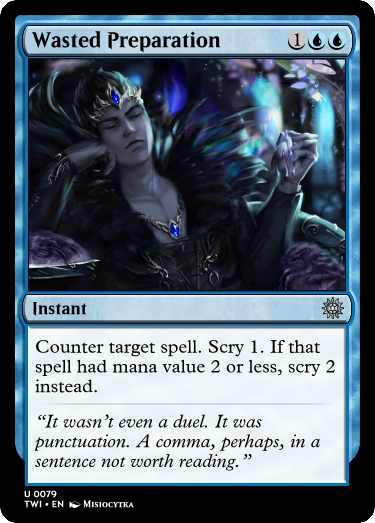 Wasted Preparation 1
Instant
Counter target spell. Scry 1. If that
spell had mana value 2 or less, scry 2
instead.
“It wasn’t even a duel. It was
punctuation. A comma, perhaps, in a
sentence not worth reading.”
U 0079
TWI • EN Misiocytka